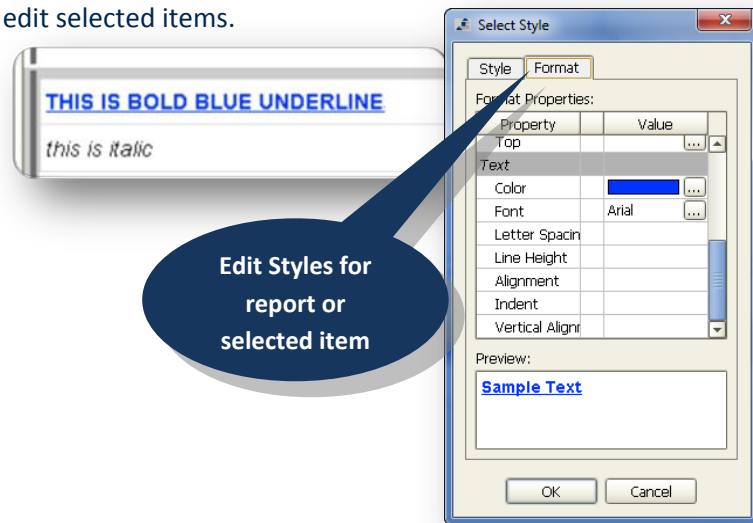 edit selected items.
THIS IS BOLD BLUE UNDERLINE
this is italic
Edit Styles for
report or
selected item
Select Style
Style Format
Format Properties:
Property Value
Top ...
Text
Color ...
Font Arial ...
Letter Spacin
Line Height
Alignment
Indent
Vertical Alignr
Preview:
Sample Text
OK Cancel